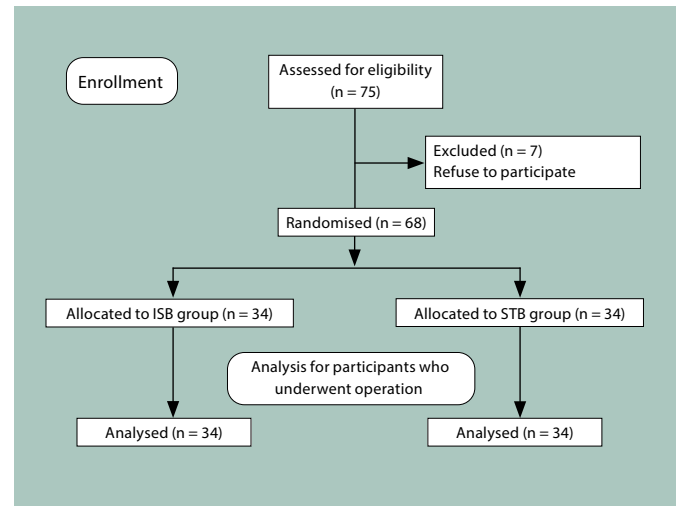 Enrollment
Assessed for eligibility
(n = 75)
Excluded (n = 7)
Refuse to participate
Randomised (n = 68)
Allocated to ISB group (n = 34)
Allocated to STB group (n = 34)
Analysis for participants who
underwent operation
Analysed (n = 34)
Analysed (n = 34)